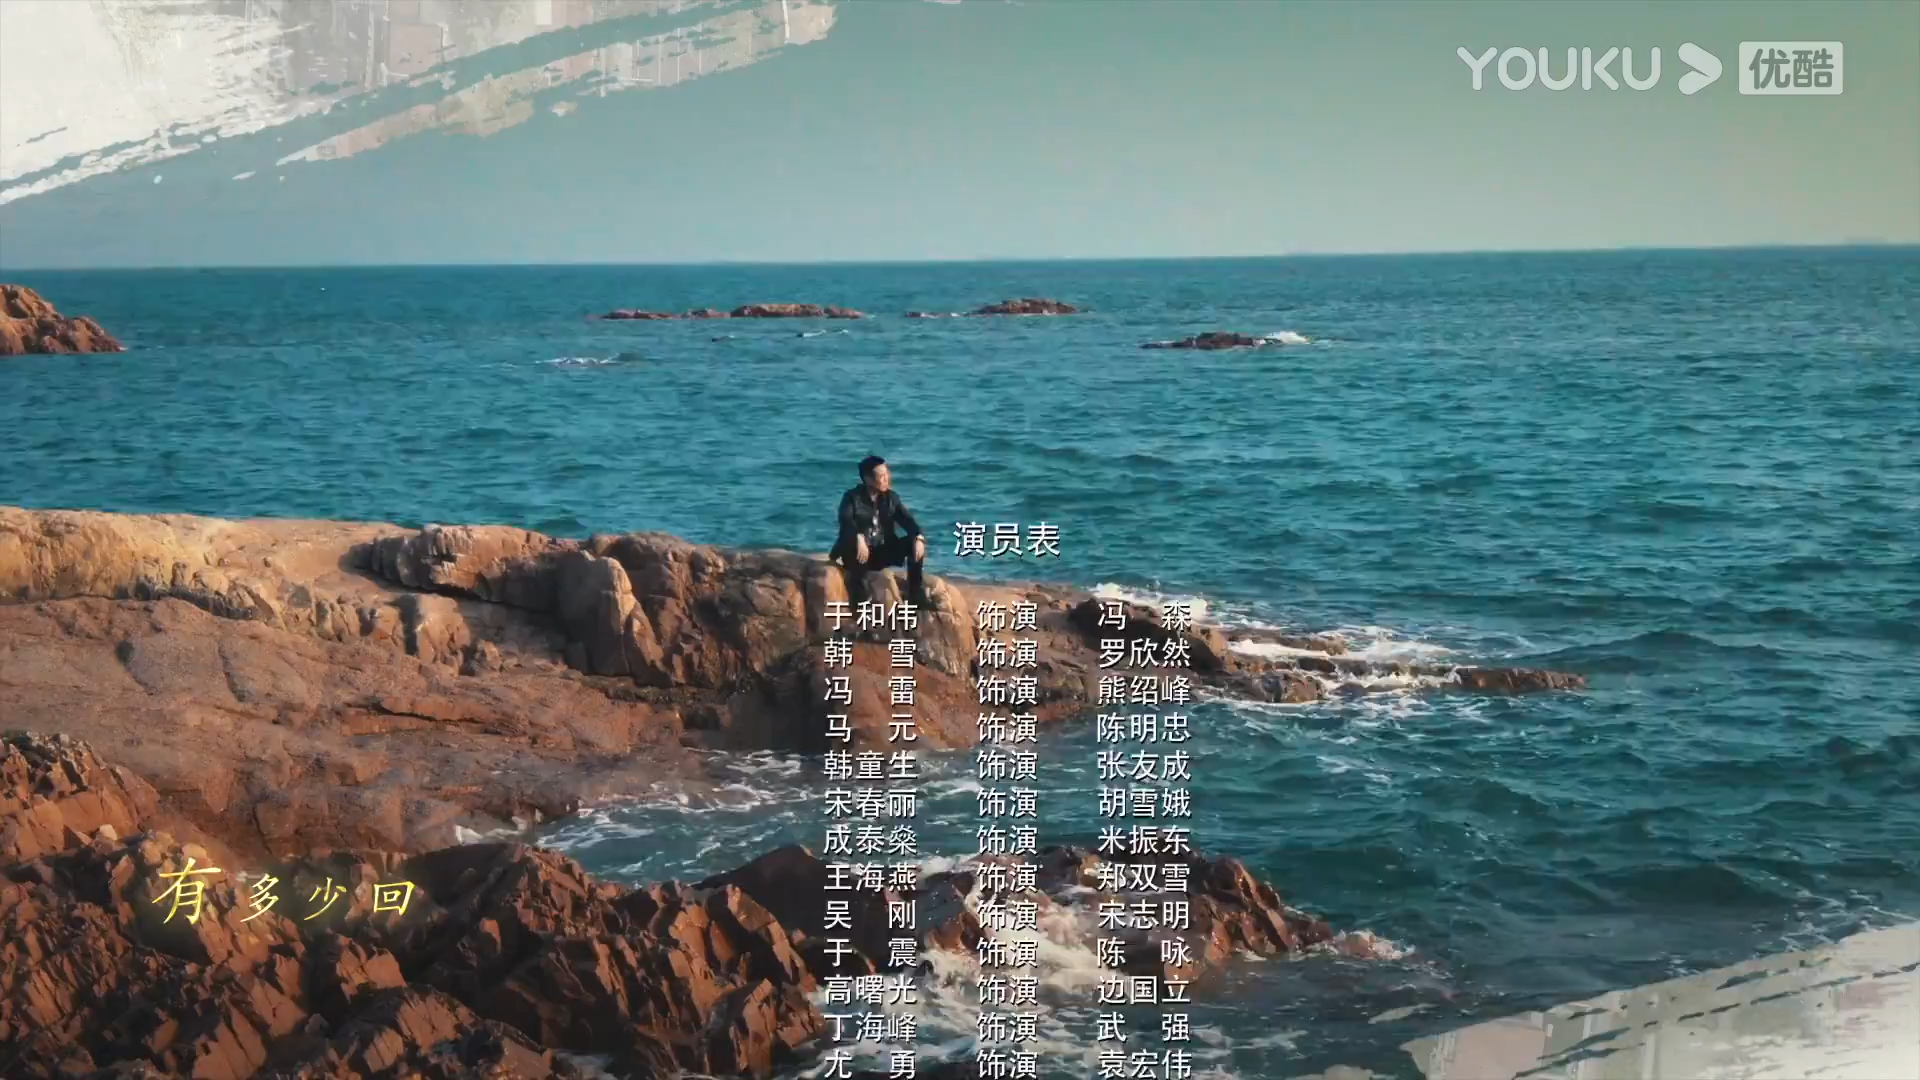 YOUKU 优酷
演员表
于和伟 饰演 冯森
韩雪 饰演 罗欣然
冯雷 饰演 熊绍峰
马元 饰演 陈明忠
韩童生 饰演 张友成
宋春丽 饰演 胡雪娥
成泰燊 饰演 米振东
王海燕 饰演 郑双雪
吴刚 饰演 宋志明
于震 饰演 陈咏
高曙光 饰演 边国立
丁海峰 饰演 武强
尤勇 饰演 袁宏伟
有多少回